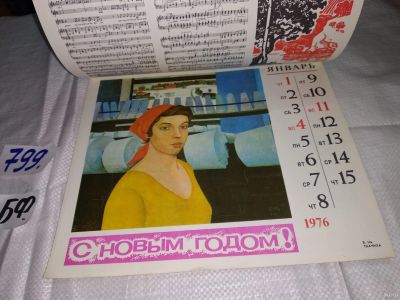 ЯНВАРЬ
ЧТ 1 ПТ 9
ПТ 2 СБ 10
СБ 3 ВС 11
ВС 4 ПН 12
ПН 5 ВТ 13
ВТ 6 СР 14
СР 7 ЧТ 15
ЧТ 8
1976
С НОВЫМ ГОДОМ!
799.
БФ.